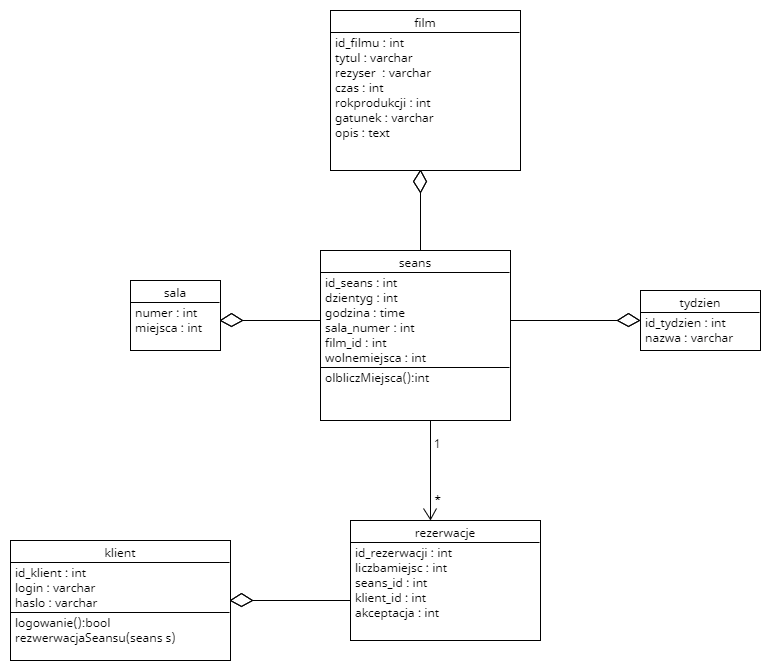 film
id_filmu : int
tytul : varchar
rezyser  : varchar
czas : int
rokprodukcji : int
gatunek : varchar
opis : text
seans
id_seans : int
dzientyg : int
godzina : time
sala_numer : int
film_id : int
wolnemiejsca : int
olbliczMiejsca():int
sala
numer : int
miejsca : int
tydzien
id_tydzien : int
nazwa : varchar
1
*
rezerwacje
id_rezerwacji : int
liczbamiejsc : int
seans_id : int
klient_id : int
akceptacja : int
klient
id_klient : int
login : varchar
haslo : varchar
logowanie():bool
rezwerwacjaSeansu(seans s)